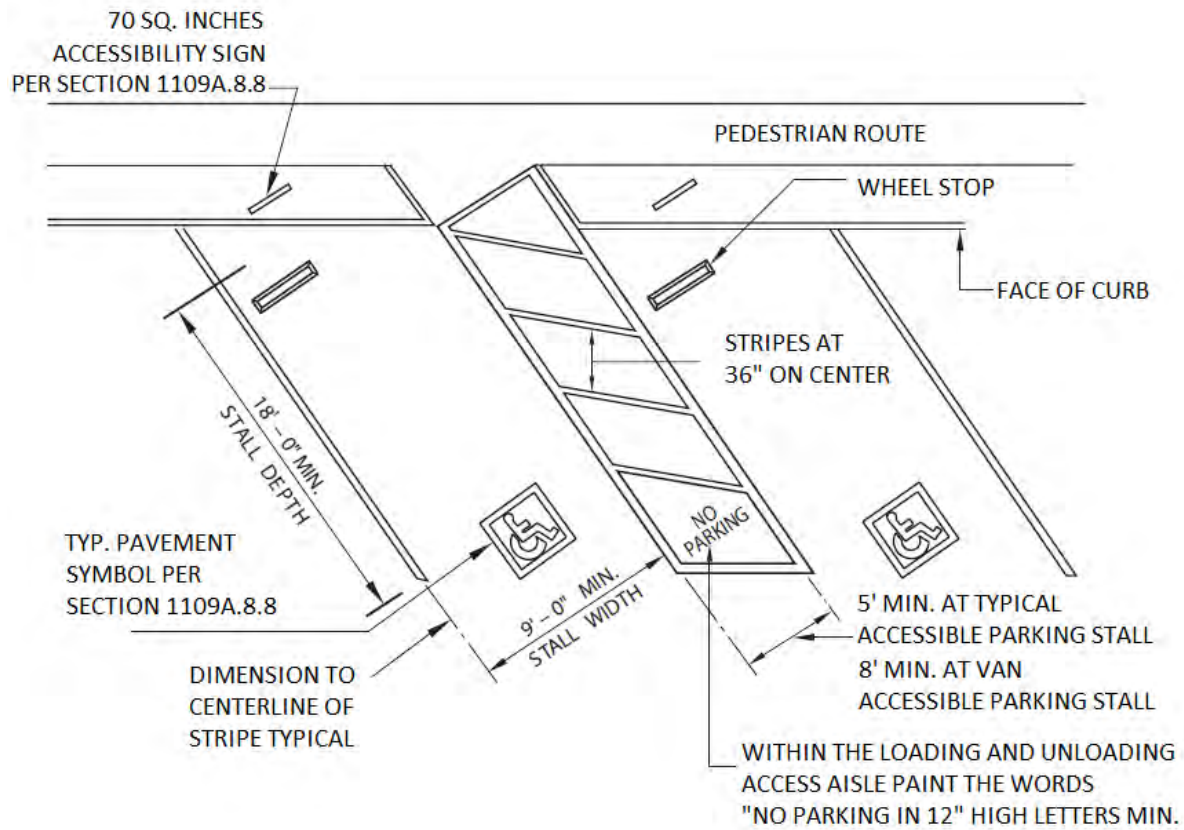 70 SQ. INCHES
ACCESSIBILITY SIGN
PER SECTION 1109A.8.8
PEDESTRIAN ROUTE
WHEEL STOP
FACE OF CURB
STRIPES AT
36" ON CENTER
18' – 0" MIN.
STALL DEPTH
NO
PARKING
TYP. PAVEMENT
SYMBOL PER
SECTION 1109A.8.8
9' – 0" MIN.
STALL WIDTH
5' MIN. AT TYPICAL
ACCESSIBLE PARKING STALL
8' MIN. AT VAN
ACCESSIBLE PARKING STALL
DIMENSION TO
CENTERLINE OF
STRIPE TYPICAL
WITHIN THE LOADING AND UNLOADING
ACCESS AISLE PAINT THE WORDS
"NO PARKING IN 12" HIGH LETTERS MIN.